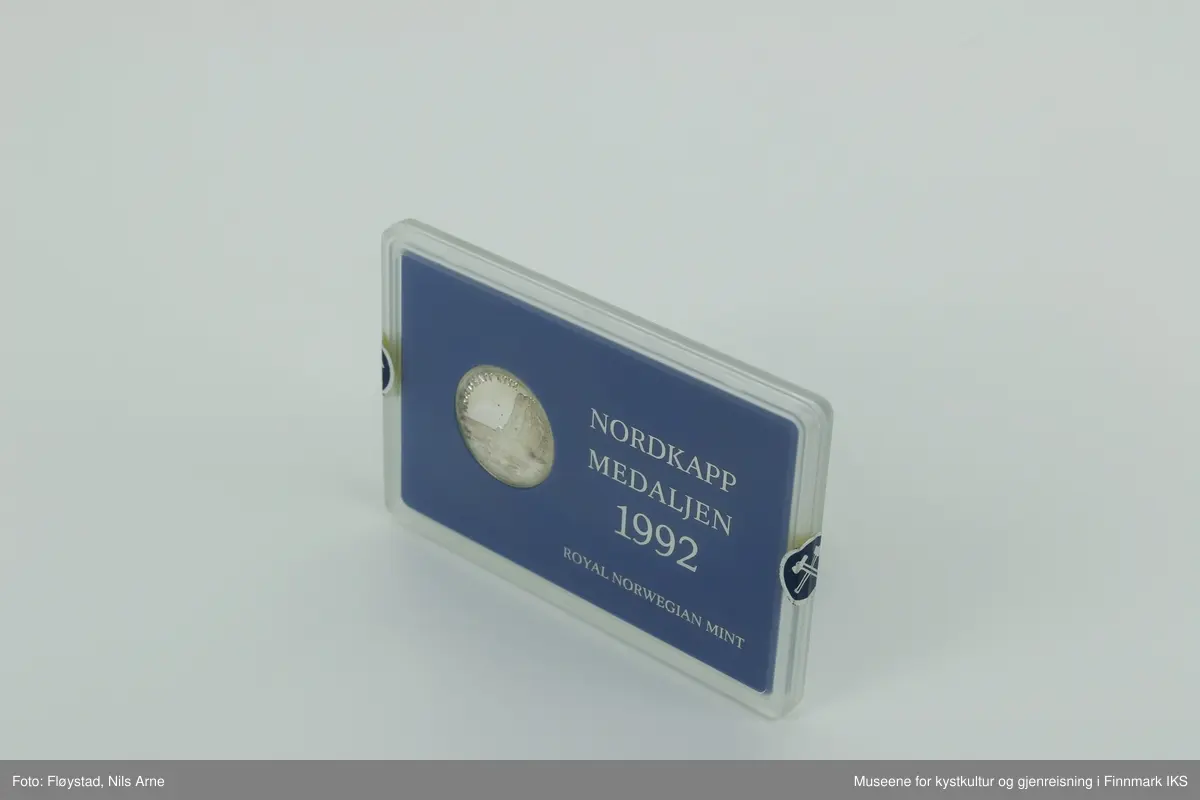 NORDKAPP
MEDALJEN
1992
ROYAL NORWEGIAN MINT
Foto: Fløystad, Nils Arne
Museene for kystkultur og gjenreisning i Finnmark IKS